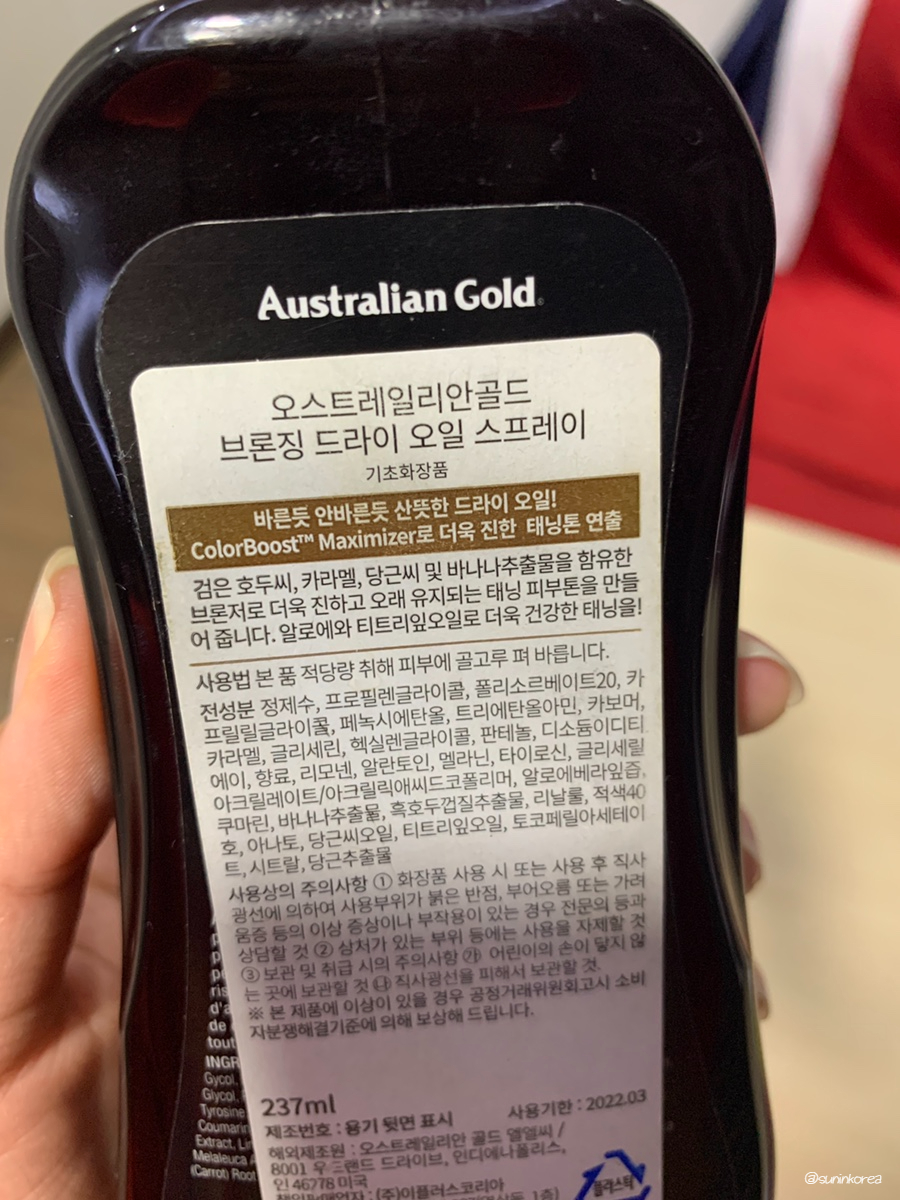 Australian Gold
오스트레일리안골드
브론징 드라이 오일 스프레이
기초화장품
바른듯 안바른듯 산뜻한 드라이 오일!
ColorBoost™ Maximizer로 더욱 진한 태닝톤 연출
검은 호두씨, 카라멜, 당근씨 및 바나나추출물을 함유한
브론저로 더욱 진하고 오래 유지되는 태닝 피부톤을 만들
어 줍니다. 알로에와 티트리잎오일로 더욱 건강한 태닝을!
사용법 본 품 적당량 취해 피부에 골고루 펴 바릅니다.
전성분 정제수, 프로필렌글라이콜, 폴리소르베이트20, 카
프릴릴글라이콜, 페녹시에탄올, 트리에탄올아민, 카보머,
카라멜, 글리세린, 헥실렌글라이콜, 판테놀, 디소듐이디티
에이, 향료, 리모넨, 알란토인, 멜라닌, 타이로신, 글리세릴
아크릴레이트/아크릴릭애씨드코폴리머, 알로에베라잎즙,
쿠마린, 바나나추출물, 흑호두껍질추출물, 리날룰, 적색40
호, 아나토, 당근씨오일, 티트리잎오일, 토코페릴아세테이
트, 시트랄, 당근추출물
사용상의 주의사항 ① 화장품 사용 시 또는 사용 후 직사
광선에 의하여 사용부위가 붉은 반점, 부어오름 또는 가려
움증 등의 이상 증상이나 부작용이 있는 경우 전문의 등과
상담할 것 ② 상처가 있는 부위 등에는 사용을 자제할 것
③ 보관 및 취급 시의 주의사항 ㉮ 어린이의 손이 닿지 않
는 곳에 보관할 것 ㉯ 직사광선을 피해서 보관할 것.
※ 본 제품에 이상이 있을 경우 공정거래위원회고시 소비
자분쟁해결기준에 의해 보상해 드립니다.
237ml
제조번호 : 용기 뒷면 표시 사용기한 : 2022.03
해외제조원 : 오스트레일리안 골드 엘엘씨 /
8001 드라이브, 인디애나폴리스,
인 46278 미국
책임판매업자 : (주)이플러스코리아
1층)
플라스틱
d'a
de
tout
INGR
Gycol,
Glycol,
Tyrosine
Coumarin
Extract,
Melaleuca
(Carrot) Root
@suninkorea